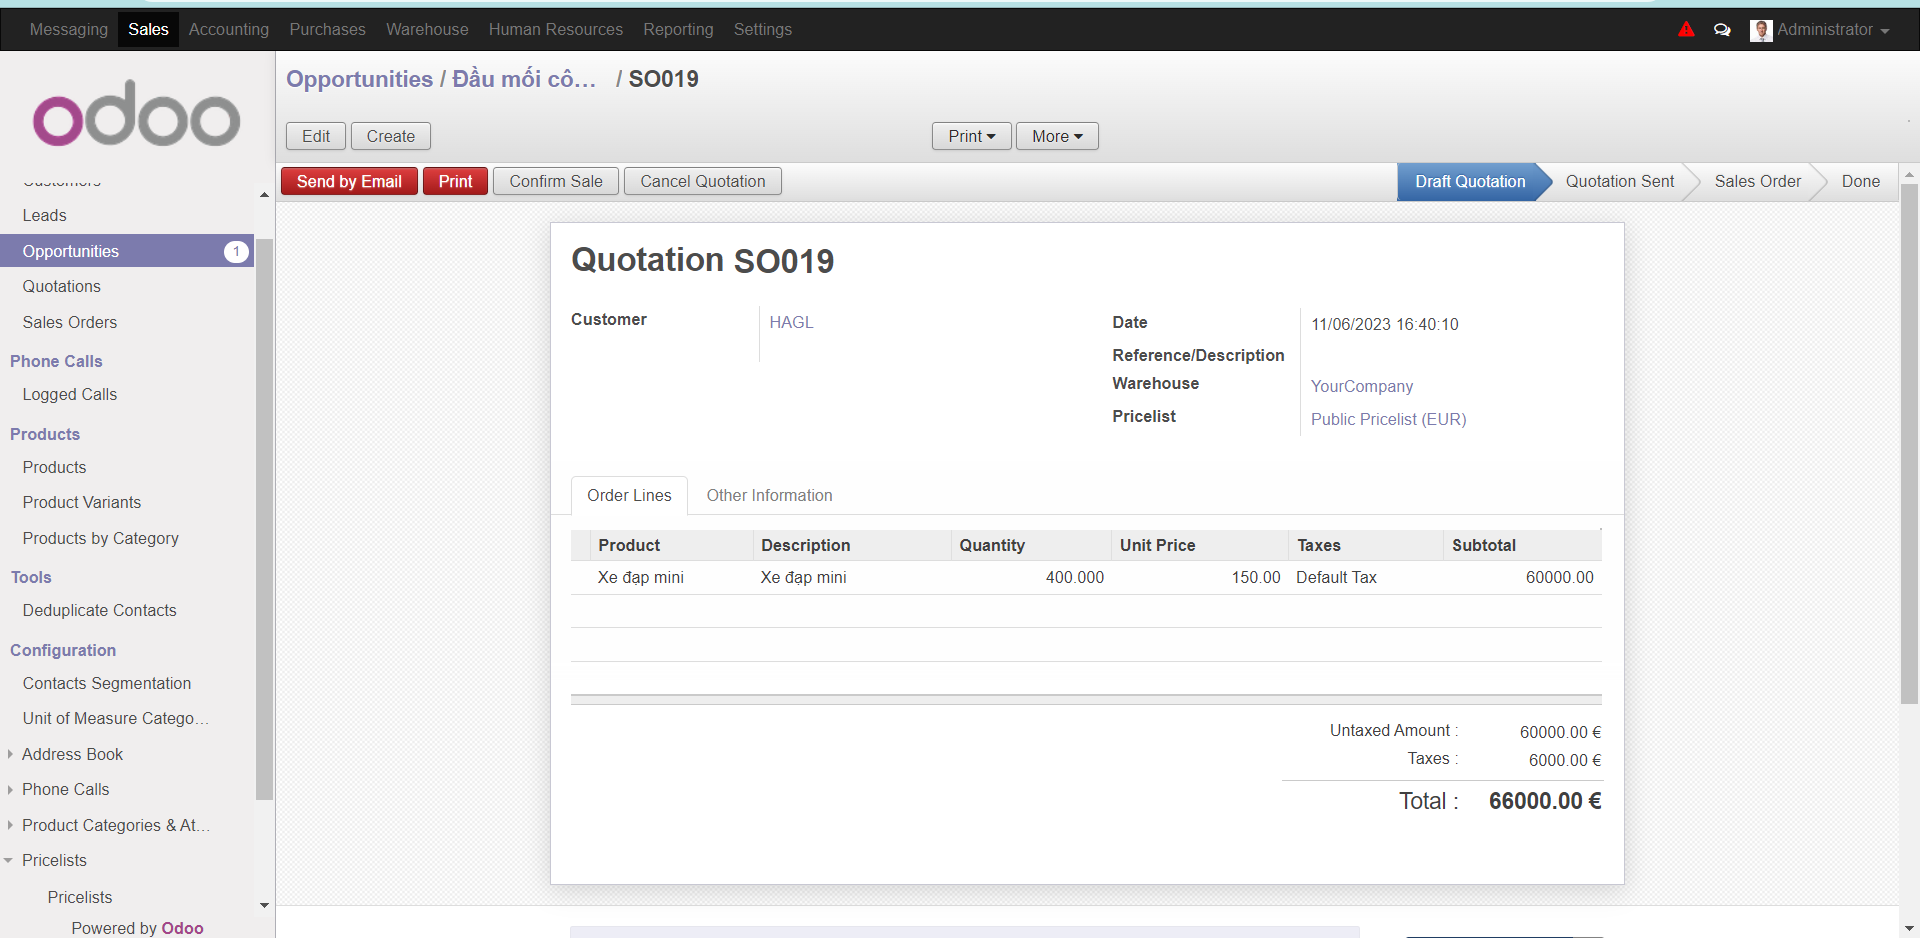 Messaging Sales Accounting Purchases Warehouse Human Resources Reporting Settings Administrator
odoo
Customers
Leads
Opportunities 1
Quotations
Sales Orders
Phone Calls
Logged Calls
Products
Products
Product Variants
Products by Category
Tools
Deduplicate Contacts
Configuration
Contacts Segmentation
Unit of Measure Catego...
Address Book
Phone Calls
Product Categories & At...
Pricelists
Pricelists
Powered by Odoo
Opportunities / Đầu mối cô... / SO019
Edit Create Print More
Send by Email Print Confirm Sale Cancel Quotation Draft Quotation Quotation Sent Sales Order Done
Quotation SO019
Customer HAGL
Date 11/06/2023 16:40:10
Reference/Description
Warehouse YourCompany
Pricelist Public Pricelist (EUR)
Order Lines Other Information
Product Description Quantity Unit Price Taxes Subtotal
Xe đạp mini Xe đạp mini 400.000 150.00 Default Tax 60000.00
Untaxed Amount : 60000.00 €
Taxes : 6000.00 €
Total : 66000.00 €